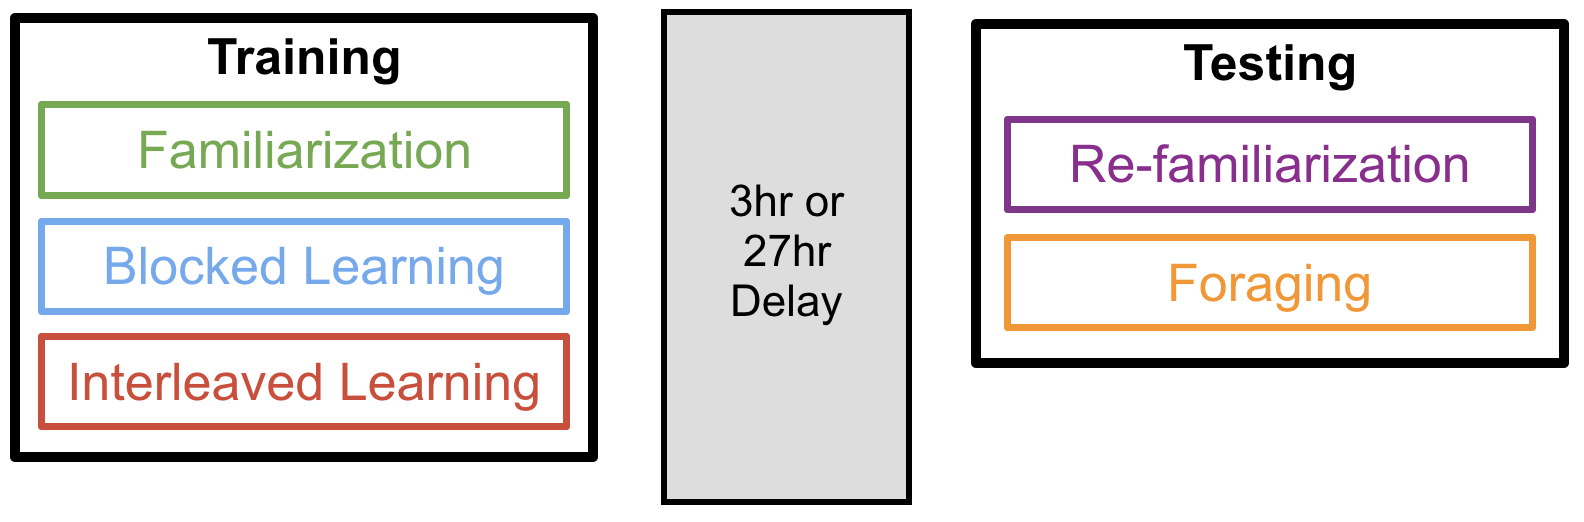 Training
Familiarization
Blocked Learning
Interleaved Learning
3hr or
27hr
Delay
Testing
Re-familiarization
Foraging